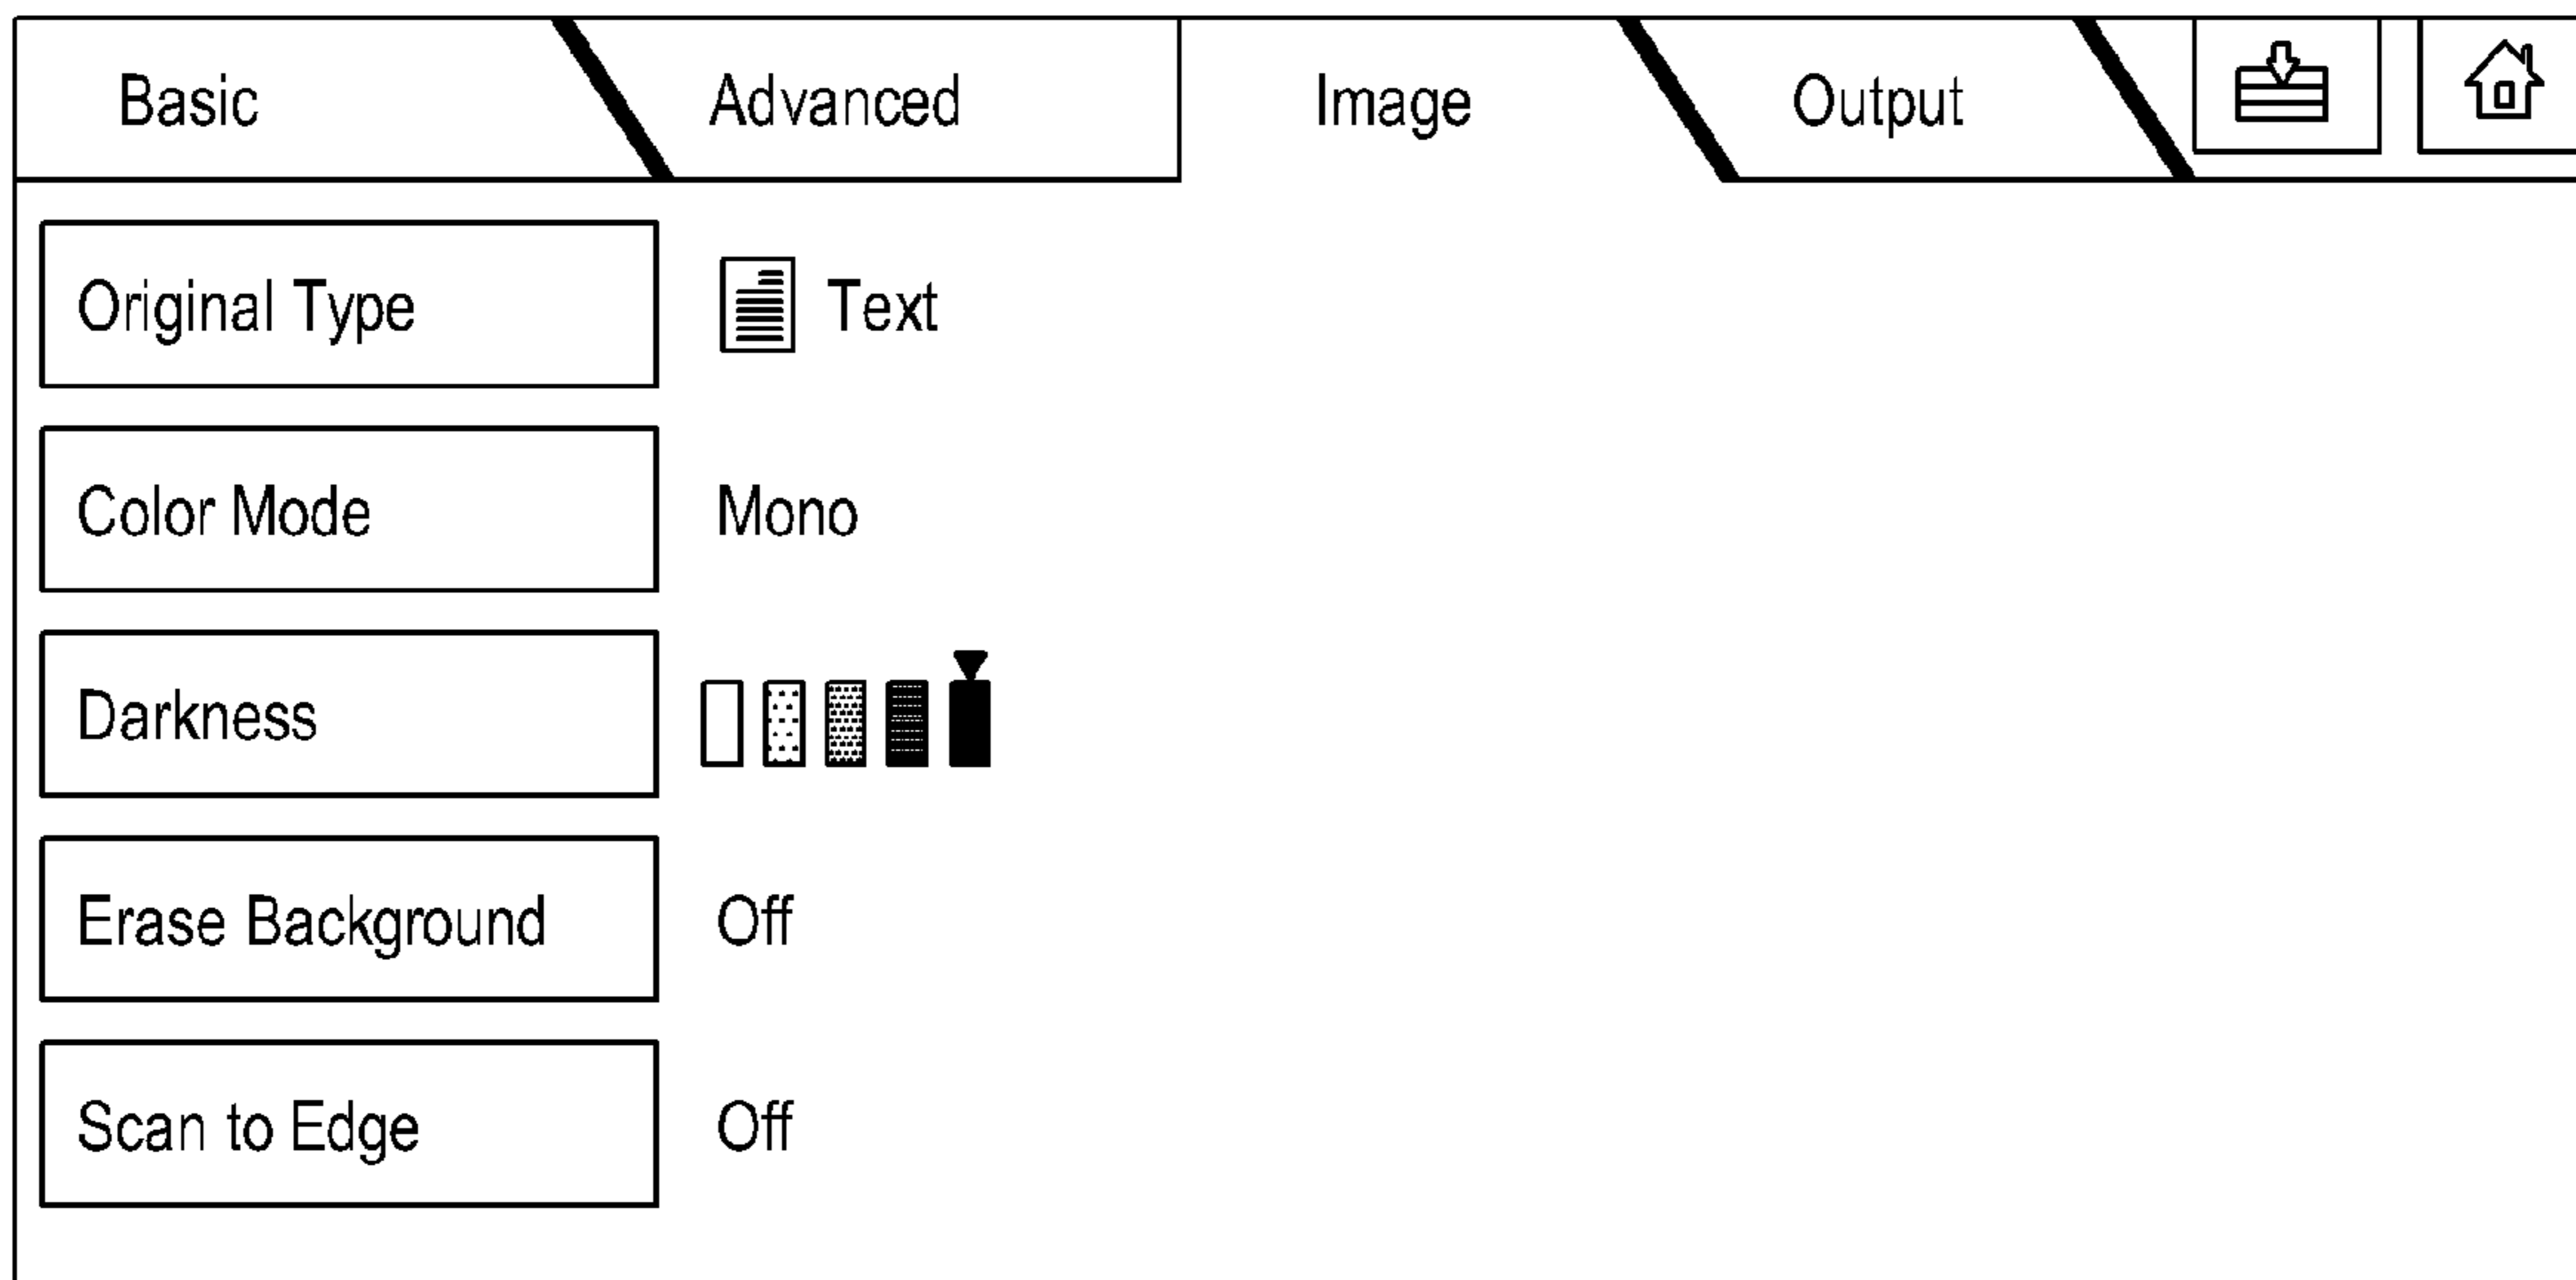 Basic Advanced Image Output
Original Type Text
Color Mode Mono
Darkness
Erase Background Off
Scan to Edge Off